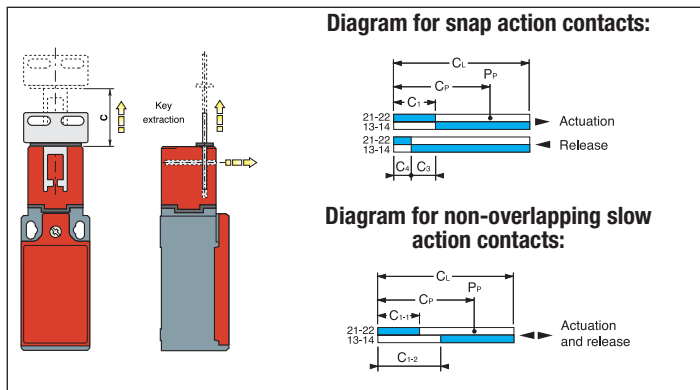 Diagram for snap action contacts:
CL
CP
PP
C1
21-22
13-14
Actuation
21-22
13-14
Release
C4 C3
C
Key
extraction
Diagram for non-overlapping slow
action contacts:
CL
CP
PP
C1-1
21-22
13-14
Actuation
and release
C1-2